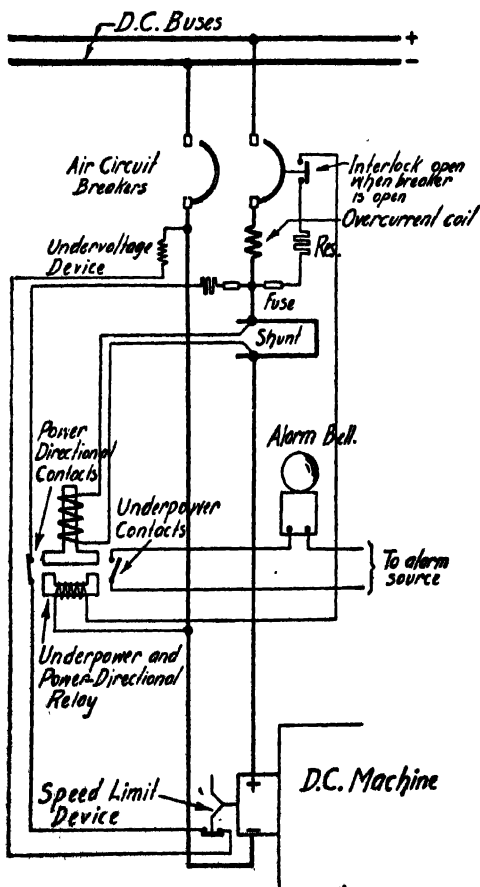 D.C. Buses
+
-
Air Circuit
Breakers
Interlock open
when breaker
is open
Overcurrent coil
Undervoltage
Device
Res.
Fuse
Shunt
Power
Directional
Contacts
Alarm Bell.
Underpower
Contacts
To alarm
source
Underpower and
Power-Directional
Relay
Speed Limit
Device
+
-
D.C. Machine